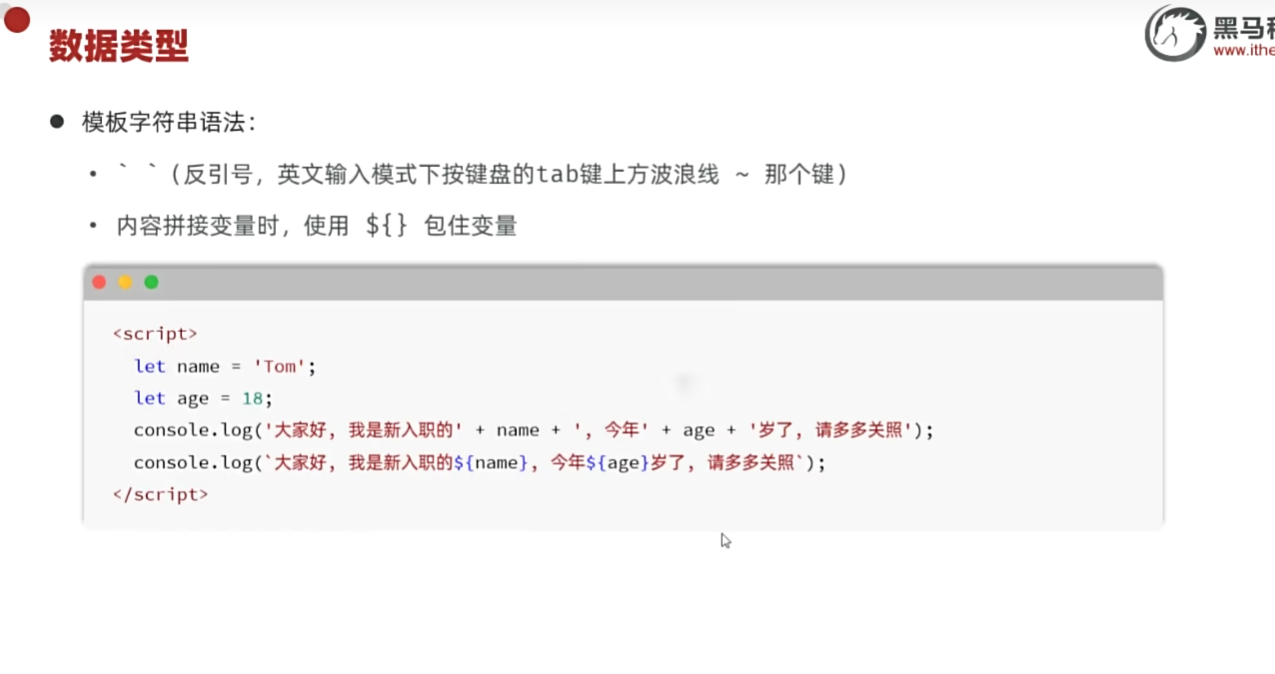 数据类型
黑马
www.ithe
模板字符串语法：
` `（反引号，英文输入模式下按键盘的tab键上方波浪线 ~ 那个键）
内容拼接变量时，使用 ${} 包住变量
<script>
let name = 'Tom';
let age = 18;
console.log('大家好，我是新入职的' + name + '，今年' + age + '岁了，请多多关照');
console.log(`大家好，我是新入职的${name}，今年${age}岁了，请多多关照`);
</script>